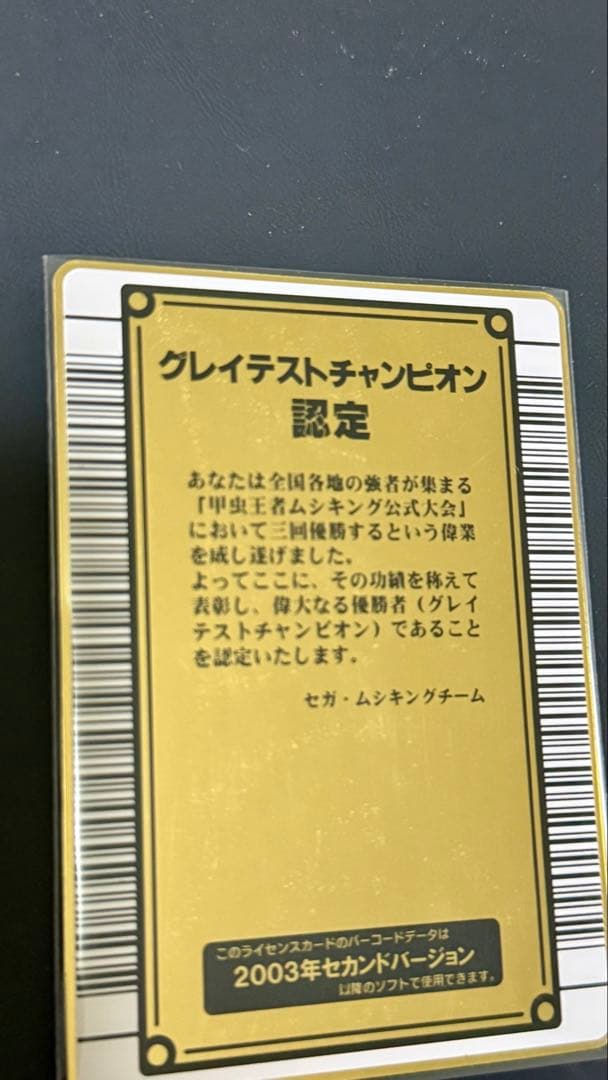 グレイテストチャンピオン
認定
あなたは全国各地の強者が集まる
『甲虫王者ムシキング公式大会』
において三回優勝するという偉業
を成し遂げました。
よってここに、その功績を称えて
表彰し、偉大なる優勝者（グレイ
テストチャンピオン）であること
を認定いたします。
セガ・ムシキングチーム
このライセンスカードのバーコードデータは
2003年セカンドバージョン
以降のソフトで使用できます。